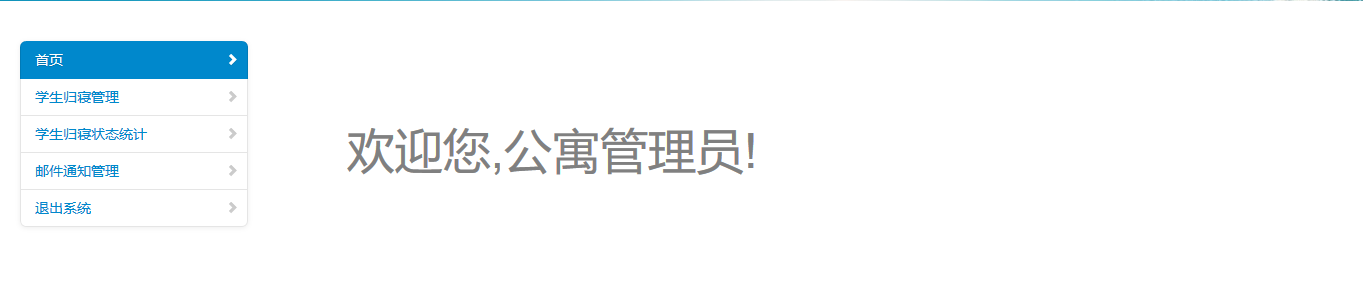 首页
学生归寝管理
学生归寝状态统计
邮件通知管理
退出系统
欢迎您,公寓管理员!